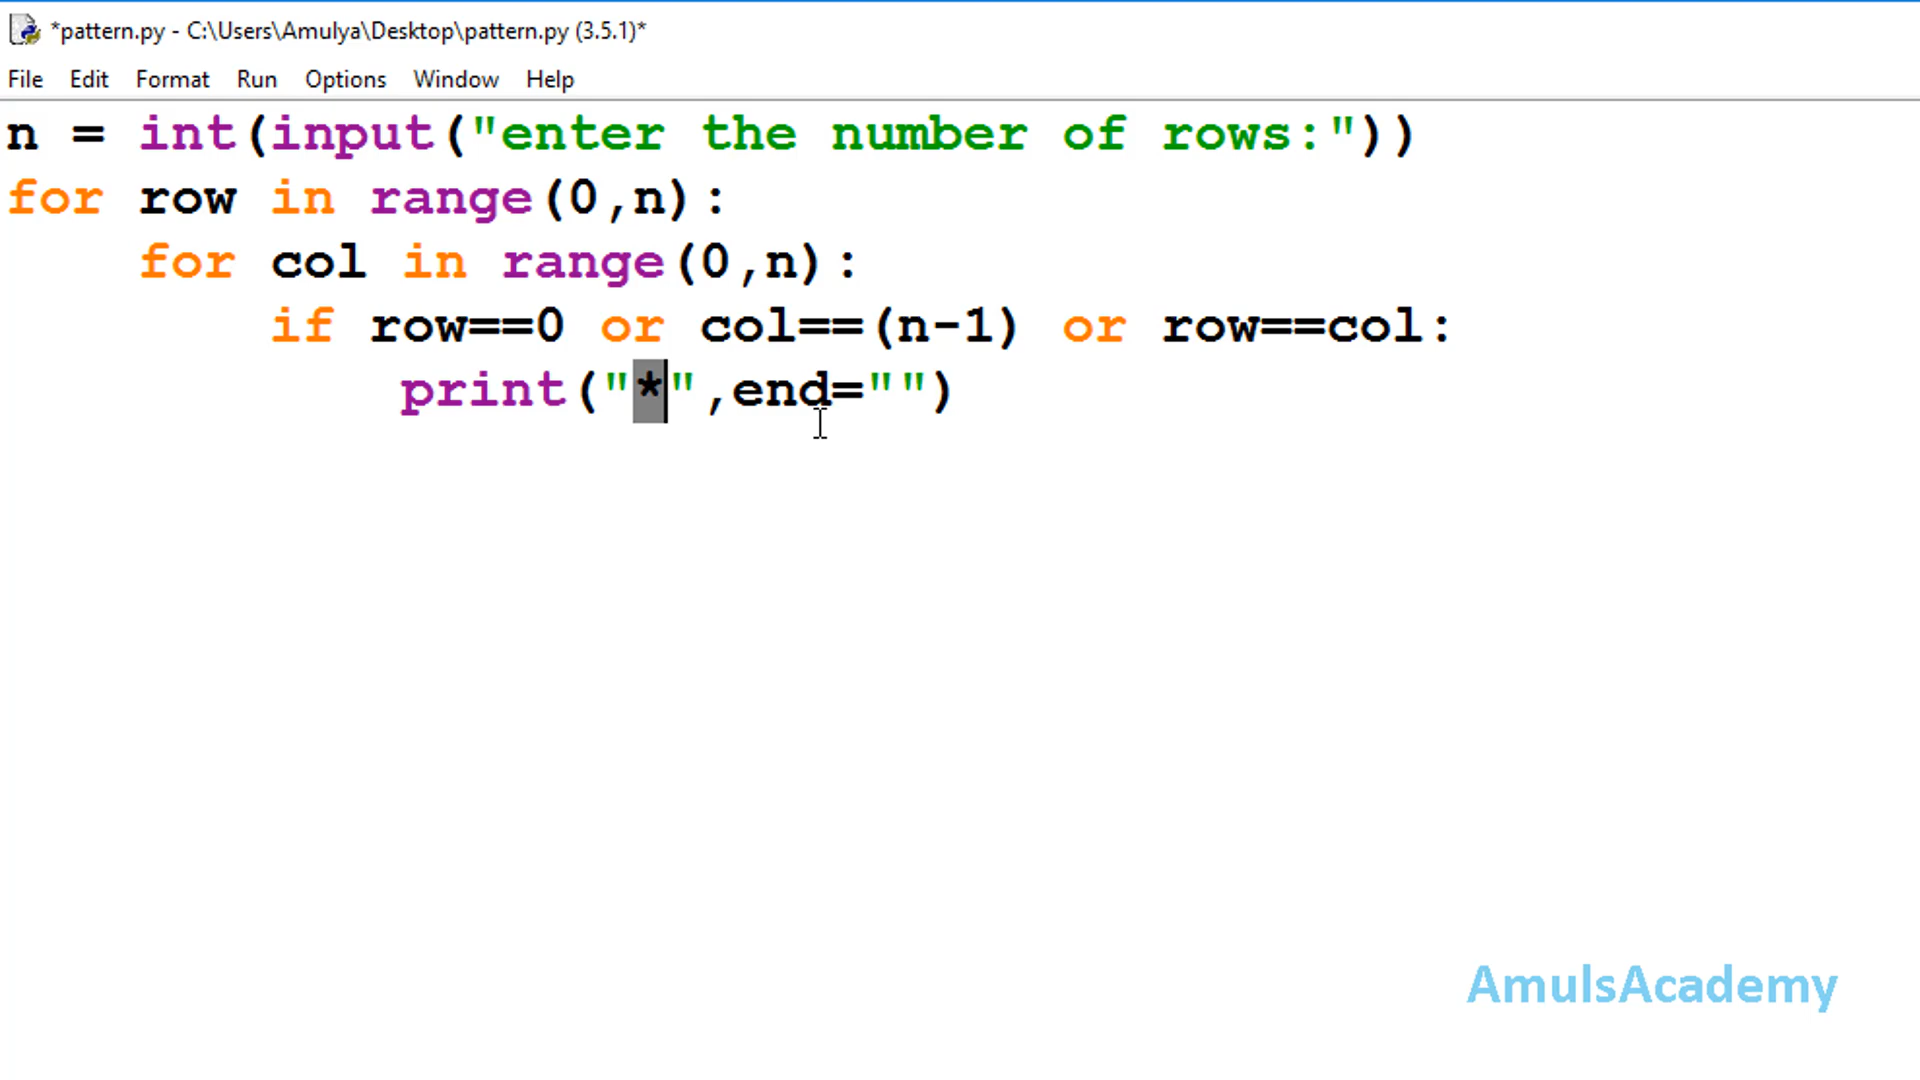 *pattern.py - C:\Users\Amulya\Desktop\pattern.py (3.5.1)*
File Edit Format Run Options Window Help
n = int(input("enter the number of rows:"))
for row in range(0,n):
    for col in range(0,n):
        if row==0 or col==(n-1) or row==col:
            print("*",end="")
AmulsAcademy